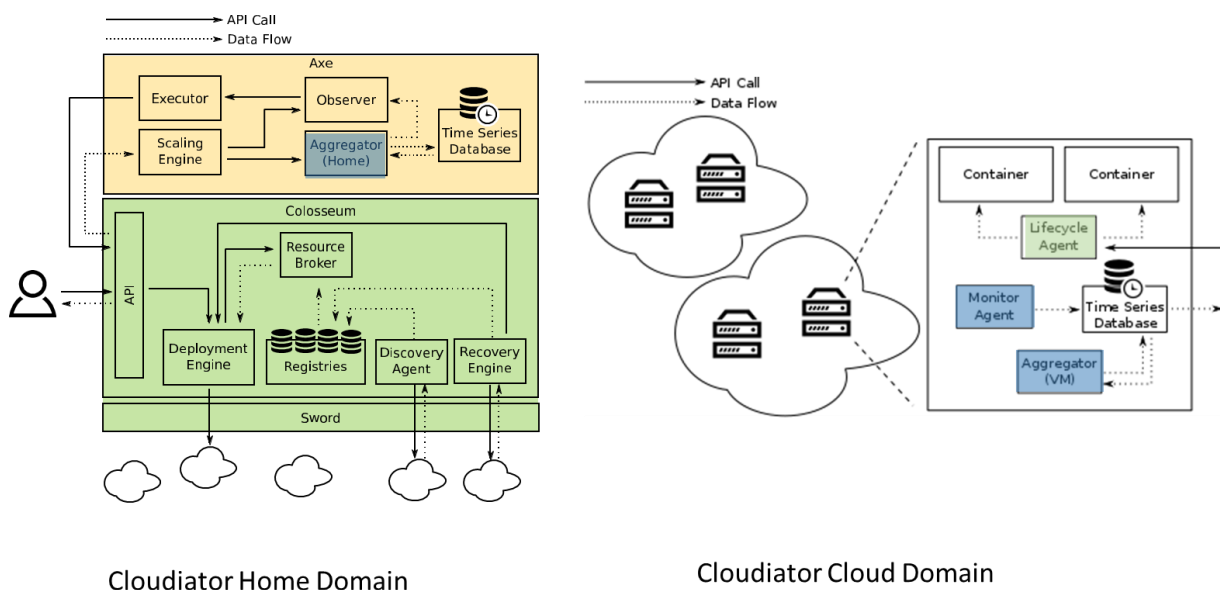 API Call
Data Flow
Axe
Executor
Observer
Scaling
Engine
Aggregator
(Home)
Time Series
Database
Colosseum
API
Resource
Broker
Deployment
Engine
Registries
Discovery
Agent
Recovery
Engine
Sword
Cloudiator Home Domain
API Call
Data Flow
Container
Container
Lifecycle
Agent
Monitor
Agent
Time Series
Database
Aggregator
(VM)
Cloudiator Cloud Domain